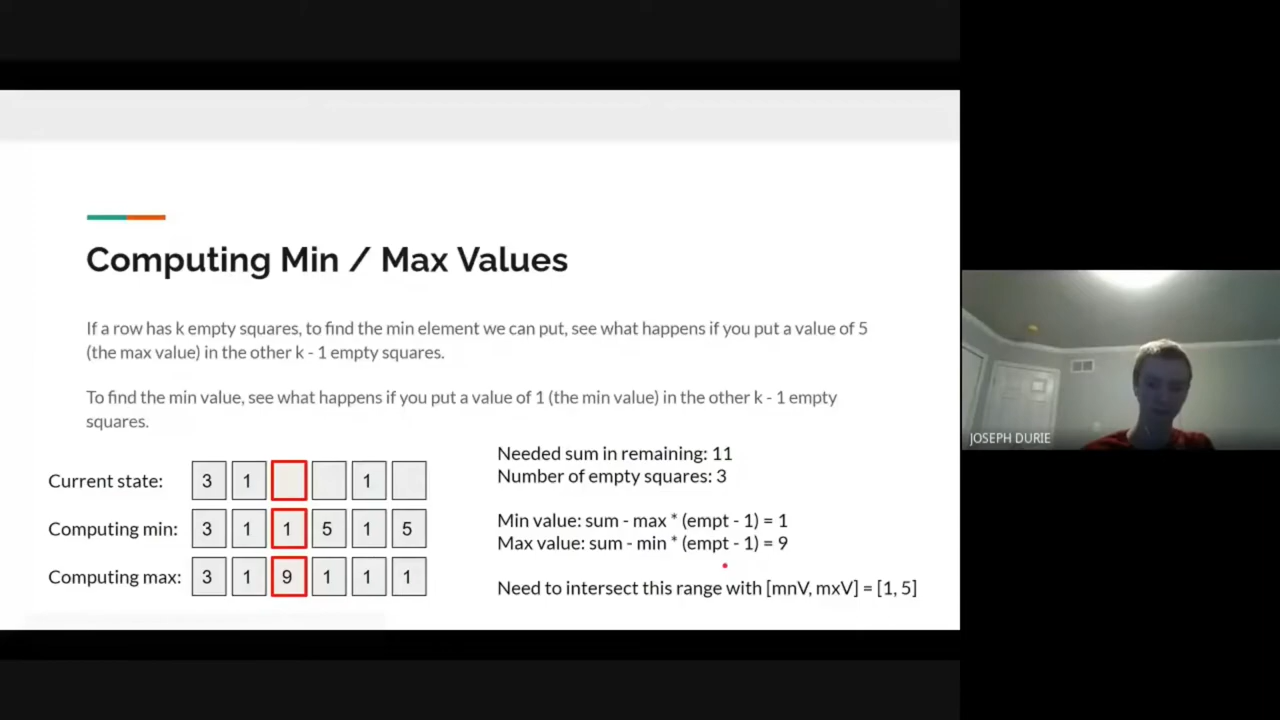 Computing Min / Max Values
If a row has k empty squares, to find the min element we can put, see what happens if you put a value of 5
(the max value) in the other k - 1 empty squares.
To find the min value, see what happens if you put a value of 1 (the min value) in the other k - 1 empty
squares.
Current state: 3 1 1
Computing min: 3 1 1 5 1 5
Computing max: 3 1 9 1 1 1
Needed sum in remaining: 11
Number of empty squares: 3
Min value: sum - max * (empt - 1) = 1
Max value: sum - min * (empt - 1) = 9
Need to intersect this range with [mnV, mxV] = [1, 5]
JOSEPH DURIE